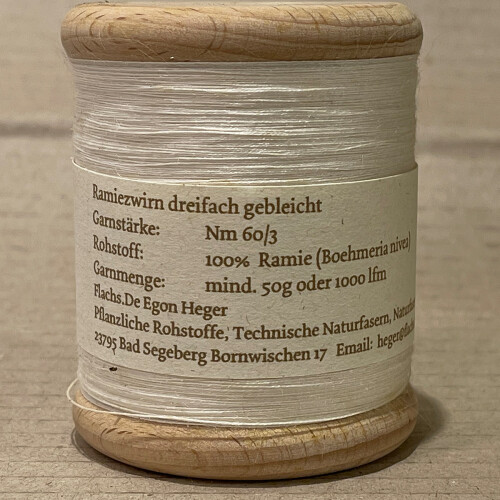 Ramiezwirn dreifach gebleicht
Garnstärke: Nm 60/3
Rohstoff: 100% Ramie (Boehmeria nivea)
Garnmenge: mind. 50g oder 1000 lfm
Flachs.De Egon Heger
Pflanzliche Rohstoffe, Technische Naturfasern,
23795 Bad Segeberg Bornwischen 17 Email: